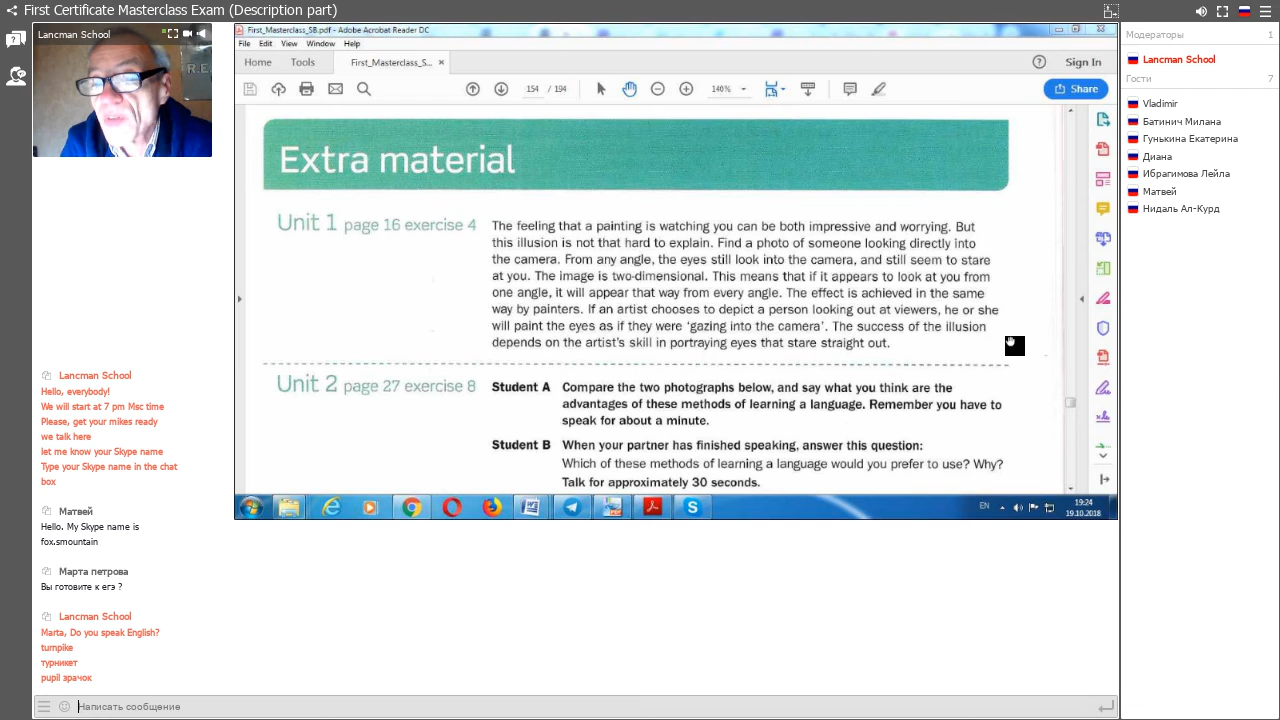 First Certificate Masterclass Exam (Description part)
Lancman School
R.E.
Lancman School
Hello, everybody!
We will start at 7 pm Msc time
Please, get your mikes ready
we talk here
let me know your Skype name
Type your Skype name in the chat
box
Матвей
Hello. My Skype name is
fox.smountain
Марта петрова
Вы готовите к егэ ?
Lancman School
Marta, Do you speak English?
turnpike
турникет
pupil зрачок
Написать сообщение
First_Masterclass_SB.pdf - Adobe Acrobat Reader DC
File Edit View Window Help
Home Tools First_Masterclass_S... × Sign In
154 / 194 140% Share
Extra material
Unit 1 page 16 exercise 4
The feeling that a painting is watching you can be both impressive and worrying. But
this illusion is not that hard to explain. Find a photo of someone looking directly into
the camera. From any angle, the eyes still look into the camera, and still seem to stare
at you. The image is two-dimensional. This means that if it appears to look at you from
one angle, it will appear that way from every angle. The effect is achieved in the same
way by painters. If an artist chooses to depict a person looking out at viewers, he or she
will paint the eyes as if they were ‘gazing into the camera’. The success of the illusion
depends on the artist’s skill in portraying eyes that stare straight out.
Unit 2 page 27 exercise 8
Student A Compare the two photographs below, and say what you think are the
advantages of these methods of learning a language. Remember you have to
speak for about a minute.
Student B When your partner has finished speaking, answer this question:
Which of these methods of learning a language would you prefer to use? Why?
Talk for approximately 30 seconds.
EN
19:24
19.10.2018
Модераторы 1
Lancman School
Гости 7
Vladimir
Батинич Милана
Гунькина Екатерина
Диана
Ибрагимова Лейла
Матвей
Нидаль Ал-Курд